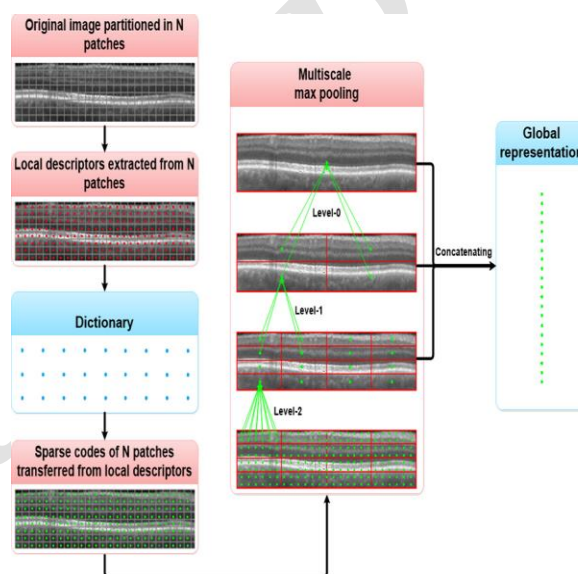 Original image partitioned in N
patches
Local descriptors extracted from N
patches
Dictionary
Sparse codes of N patches
transferred from local descriptors
Multiscale
max pooling
Level-0
Level-1
Level-2
Concatenating
Global
representation